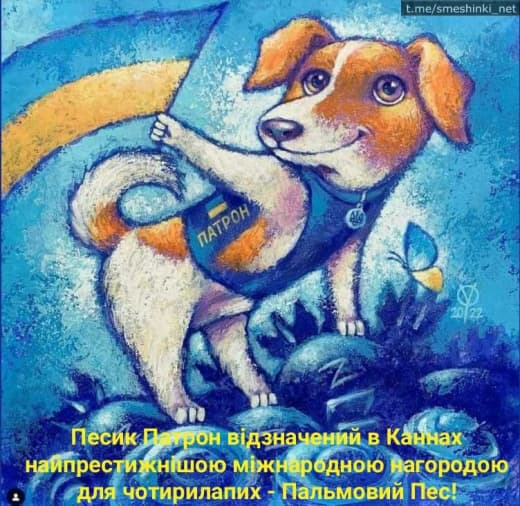 t.me/smeshinki_net
ПАТРОН
20 22
Песик Патрон відзначений в Каннах
найпрестижнішою міжнародною нагородою
для чотирилапих - Пальмовий Пес!